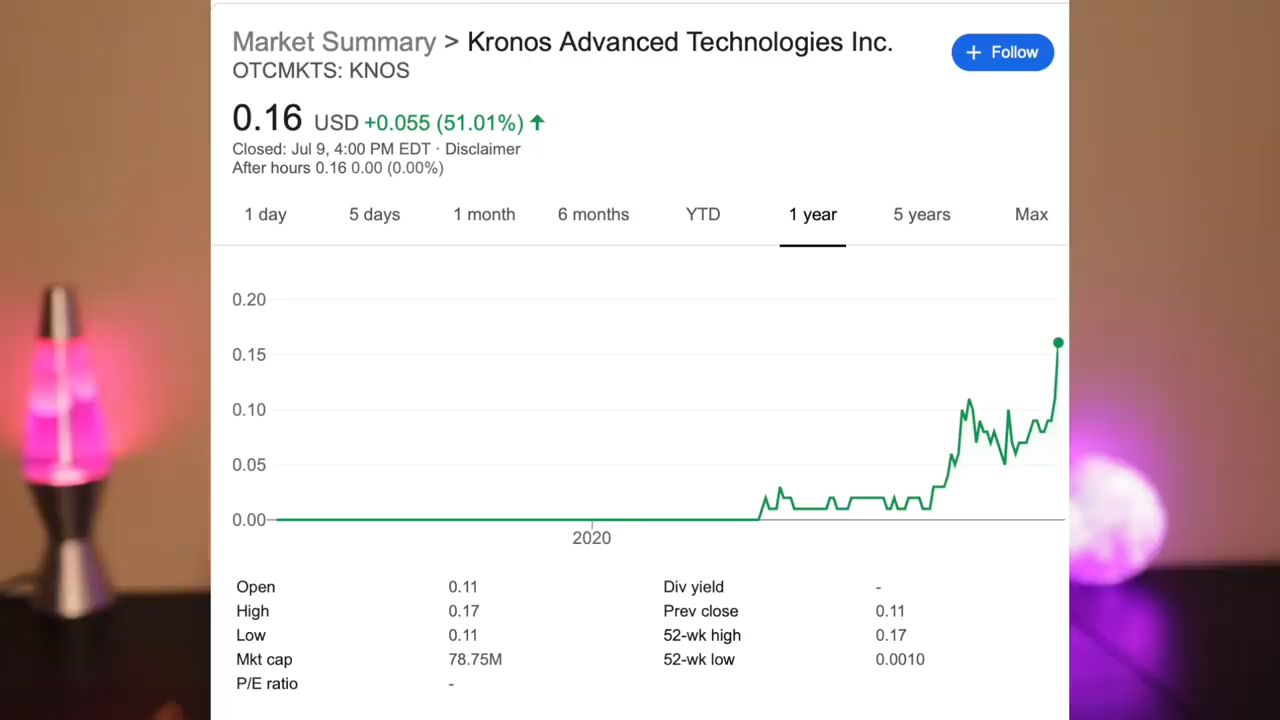 Market Summary > Kronos Advanced Technologies Inc.
+ Follow
OTCMKTS: KNOS
0.16 USD +0.055 (51.01%) ↑
Closed: Jul 9, 4:00 PM EDT · Disclaimer
After hours 0.16 0.00 (0.00%)
1 day 5 days 1 month 6 months YTD 1 year 5 years Max
0.20
0.15
0.10
0.05
0.00
2020
Open 0.11 Div yield -
High 0.17 Prev close 0.11
Low 0.11 52-wk high 0.17
Mkt cap 78.75M 52-wk low 0.0010
P/E ratio -